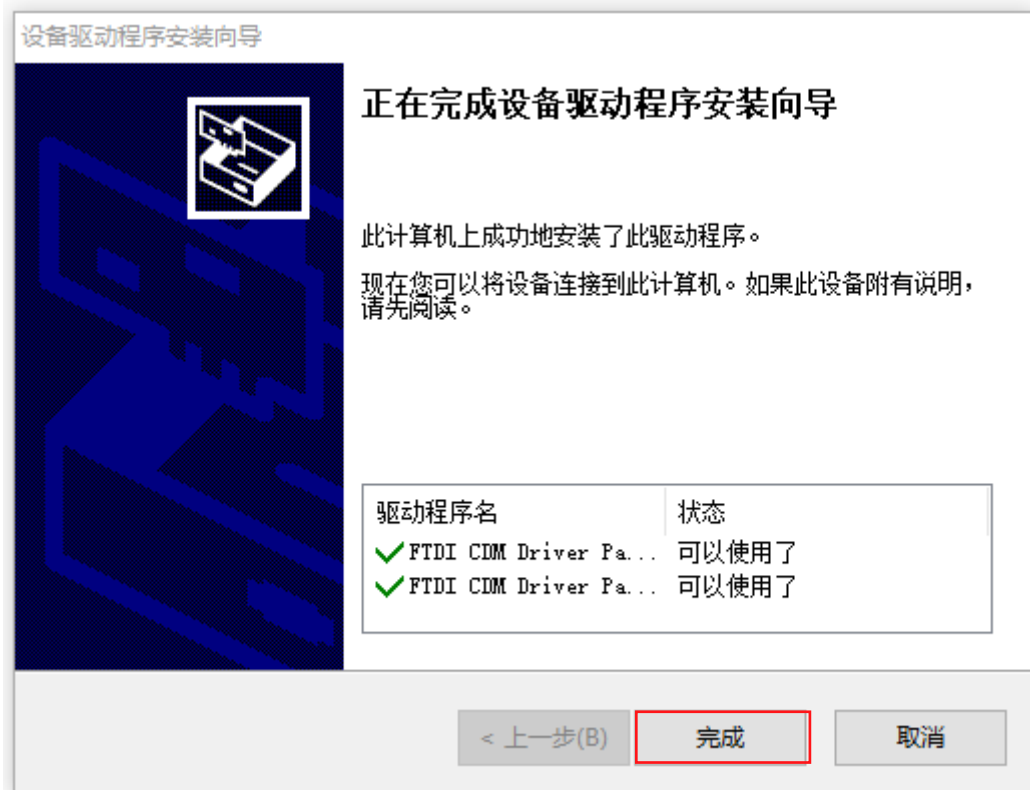 设备驱动程序安装向导
正在完成设备驱动程序安装向导
此计算机上成功地安装了此驱动程序。
现在您可以将设备连接到此计算机。如果此设备附有说明，
请先阅读。
驱动程序名 状态
FTDI CDM Driver Pa... 可以使用了
FTDI CDM Driver Pa... 可以使用了
< 上一步(B) 完成 取消